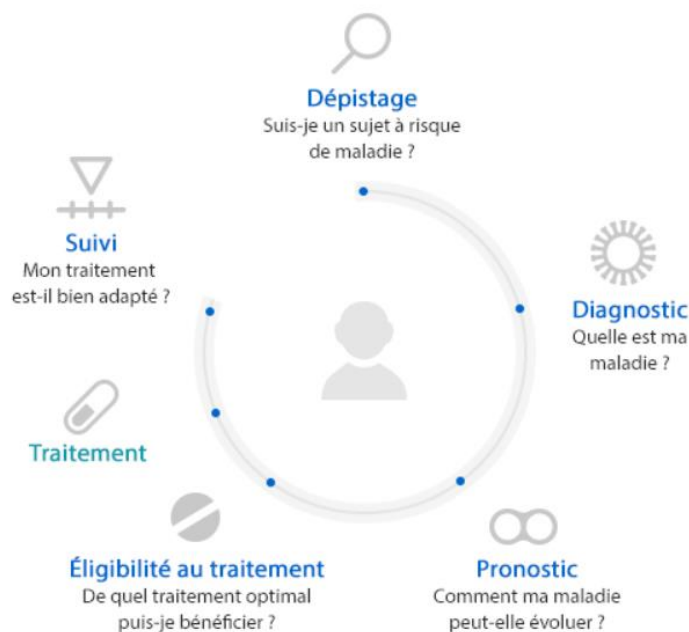 Dépistage
Suis-je un sujet à risque
de maladie ?
Diagnostic
Quelle est ma
maladie ?
Pronostic
Comment ma maladie
peut-elle évoluer ?
Éligibilité au traitement
De quel traitement optimal
puis-je bénéficier ?
Traitement
Suivi
Mon traitement
est-il bien adapté ?